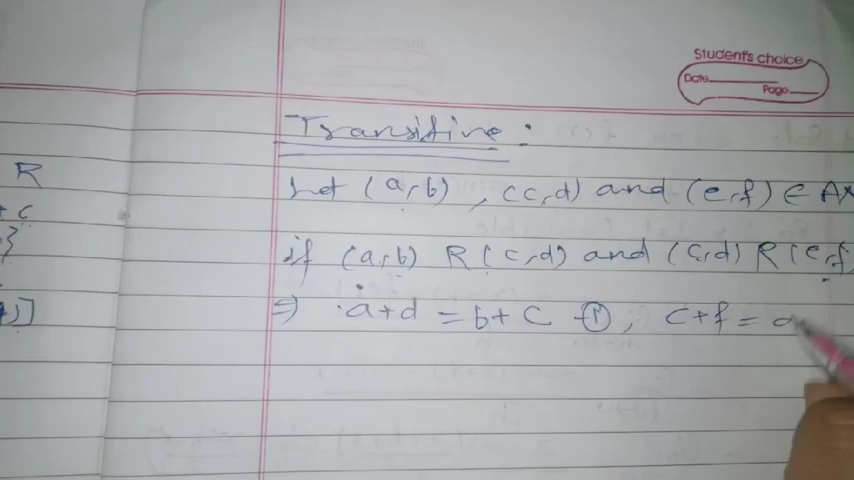 Student's choice
Date
Page
R
+ c
}
Transitive :
Let (a,b), (c,d) and (e,f) ∈ A×
if (a,b) R (c,d) and (c,d) R (e,f)
⇒ a+d = b+c -①, c+f = d